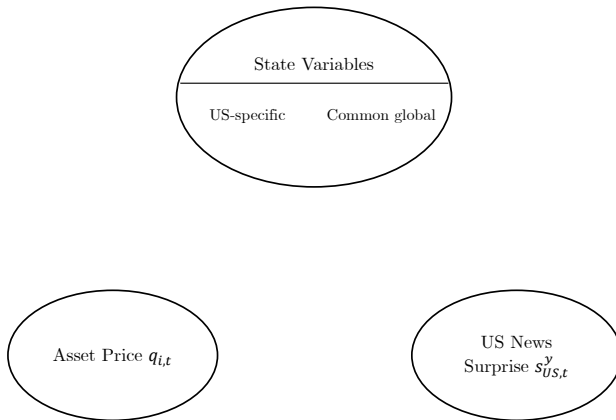 State Variables
US-specific Common global
Asset Price q_{i,t}
US News
Surprise s^{y}_{US,t}